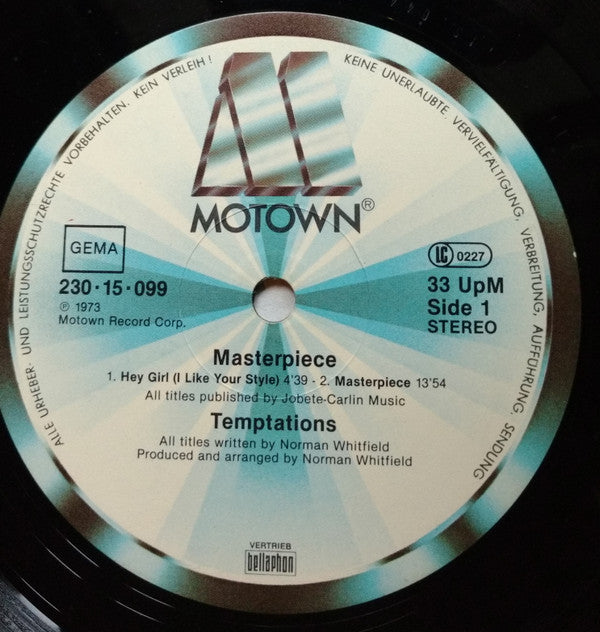 ALLE URHEBER UND LEISTUNGSSCHUTZRECHTE VORBEHALTEN. KEIN VERLEIH! KEINE UNERLAUBTE VERVIELFÄLTIGUNG, VERBREITUNG, AUFFÜHRUNG, SENDUNG
MOTOWN®
GEMA
LC 0227
230·15·099
33 UpM
℗ 1973
Side 1
Motown Record Corp.
STEREO
Masterpiece
1. Hey Girl (I Like Your Style) 4'39 - 2. Masterpiece 13'54
All titles published by Jobete-Carlin Music
Temptations
All titles written by Norman Whitfield
Produced and arranged by Norman Whitfield
VERTRIEB
bellaphon